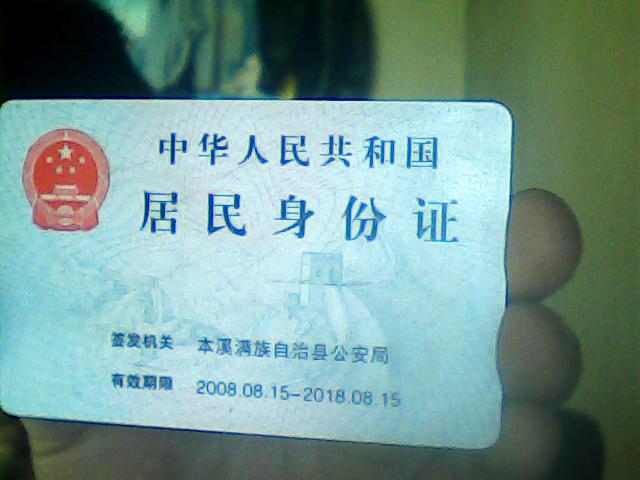 中华人民共和国
居民身份证
签发机关 本溪满族自治县公安局
有效期限 2008.08.15-2018.08.15